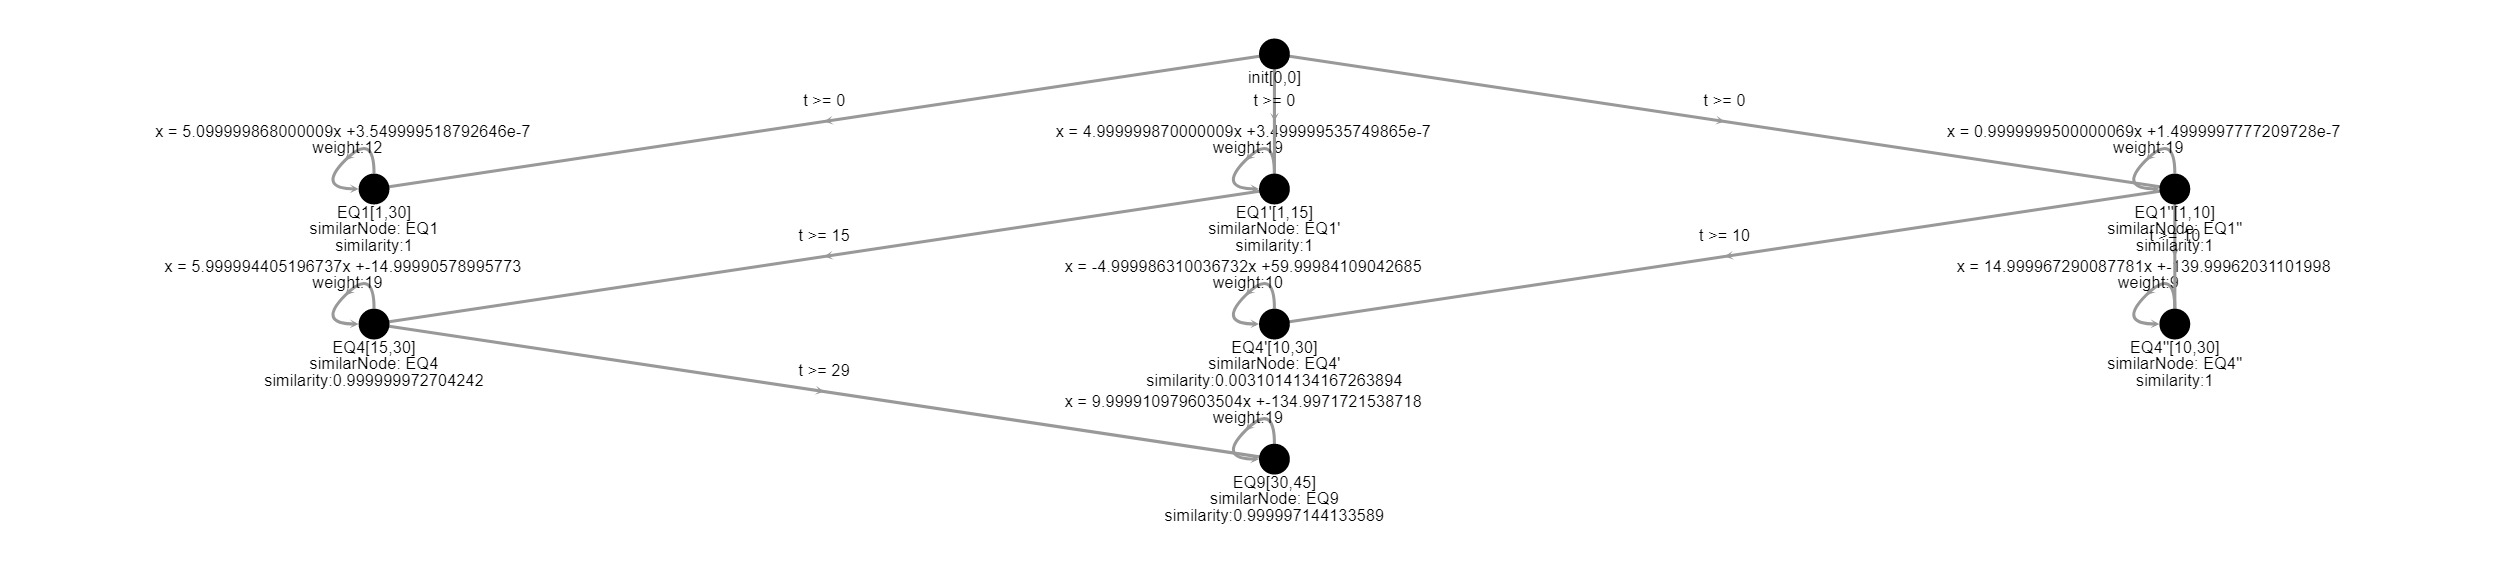 init[0,0]
t >= 0
t >= 0
t >= 0
x = 5.099999868000009x +3.549999518792646e-7
weight:12
x = 4.999999870000009x +3.499999535749865e-7
weight:19
x = 0.9999999500000069x +1.4999997777209728e-7
weight:19
EQ1[1,30]
similarNode: EQ1
similarity:1
EQ1'[1,15]
similarNode: EQ1'
similarity:1
EQ1''[1,10]
similarNode: EQ1''
similarity:1
t >= 15
t >= 10
t >= 10
x = 5.999994405196737x +-14.99990578995773
weight:19
x = -4.999986310036732x +59.99984109042685
weight:10
x = 14.999967290087781x +-139.99962031101998
weight:9
EQ4[15,30]
similarNode: EQ4
similarity:0.999999972704242
EQ4'[10,30]
similarNode: EQ4'
similarity:0.0031014134167263894
EQ4''[10,30]
similarNode: EQ4''
similarity:1
t >= 29
x = 9.999910979603504x +-134.9971721538718
weight:19
EQ9[30,45]
similarNode: EQ9
similarity:0.999997144133589